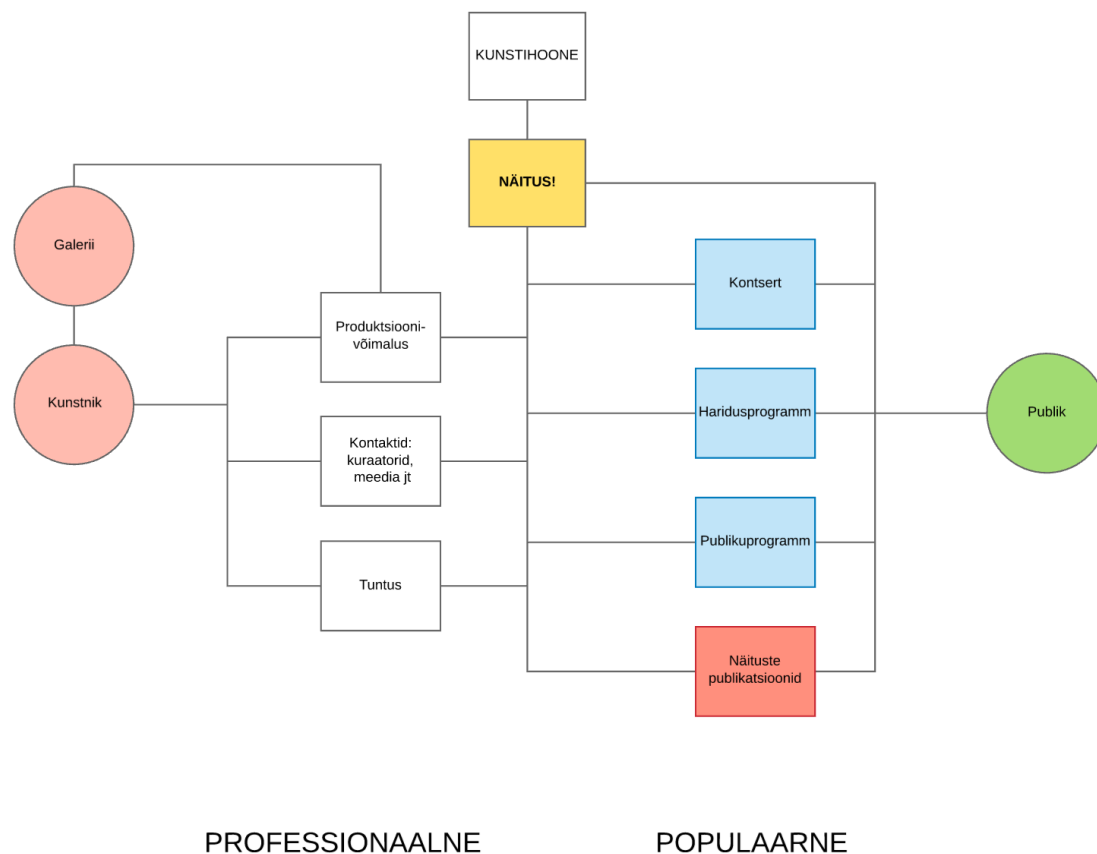 KUNSTIHOONE
NÄITUS!
Galerii
Kunstnik
Produktsiooni-
võimalus
Kontaktid:
kuraatorid,
meedia jt
Tuntus
Kontsert
Haridusprogramm
Publikuprogramm
Näituste
publikatsioonid
Publik
PROFESSIONAALNE
POPULAARNE